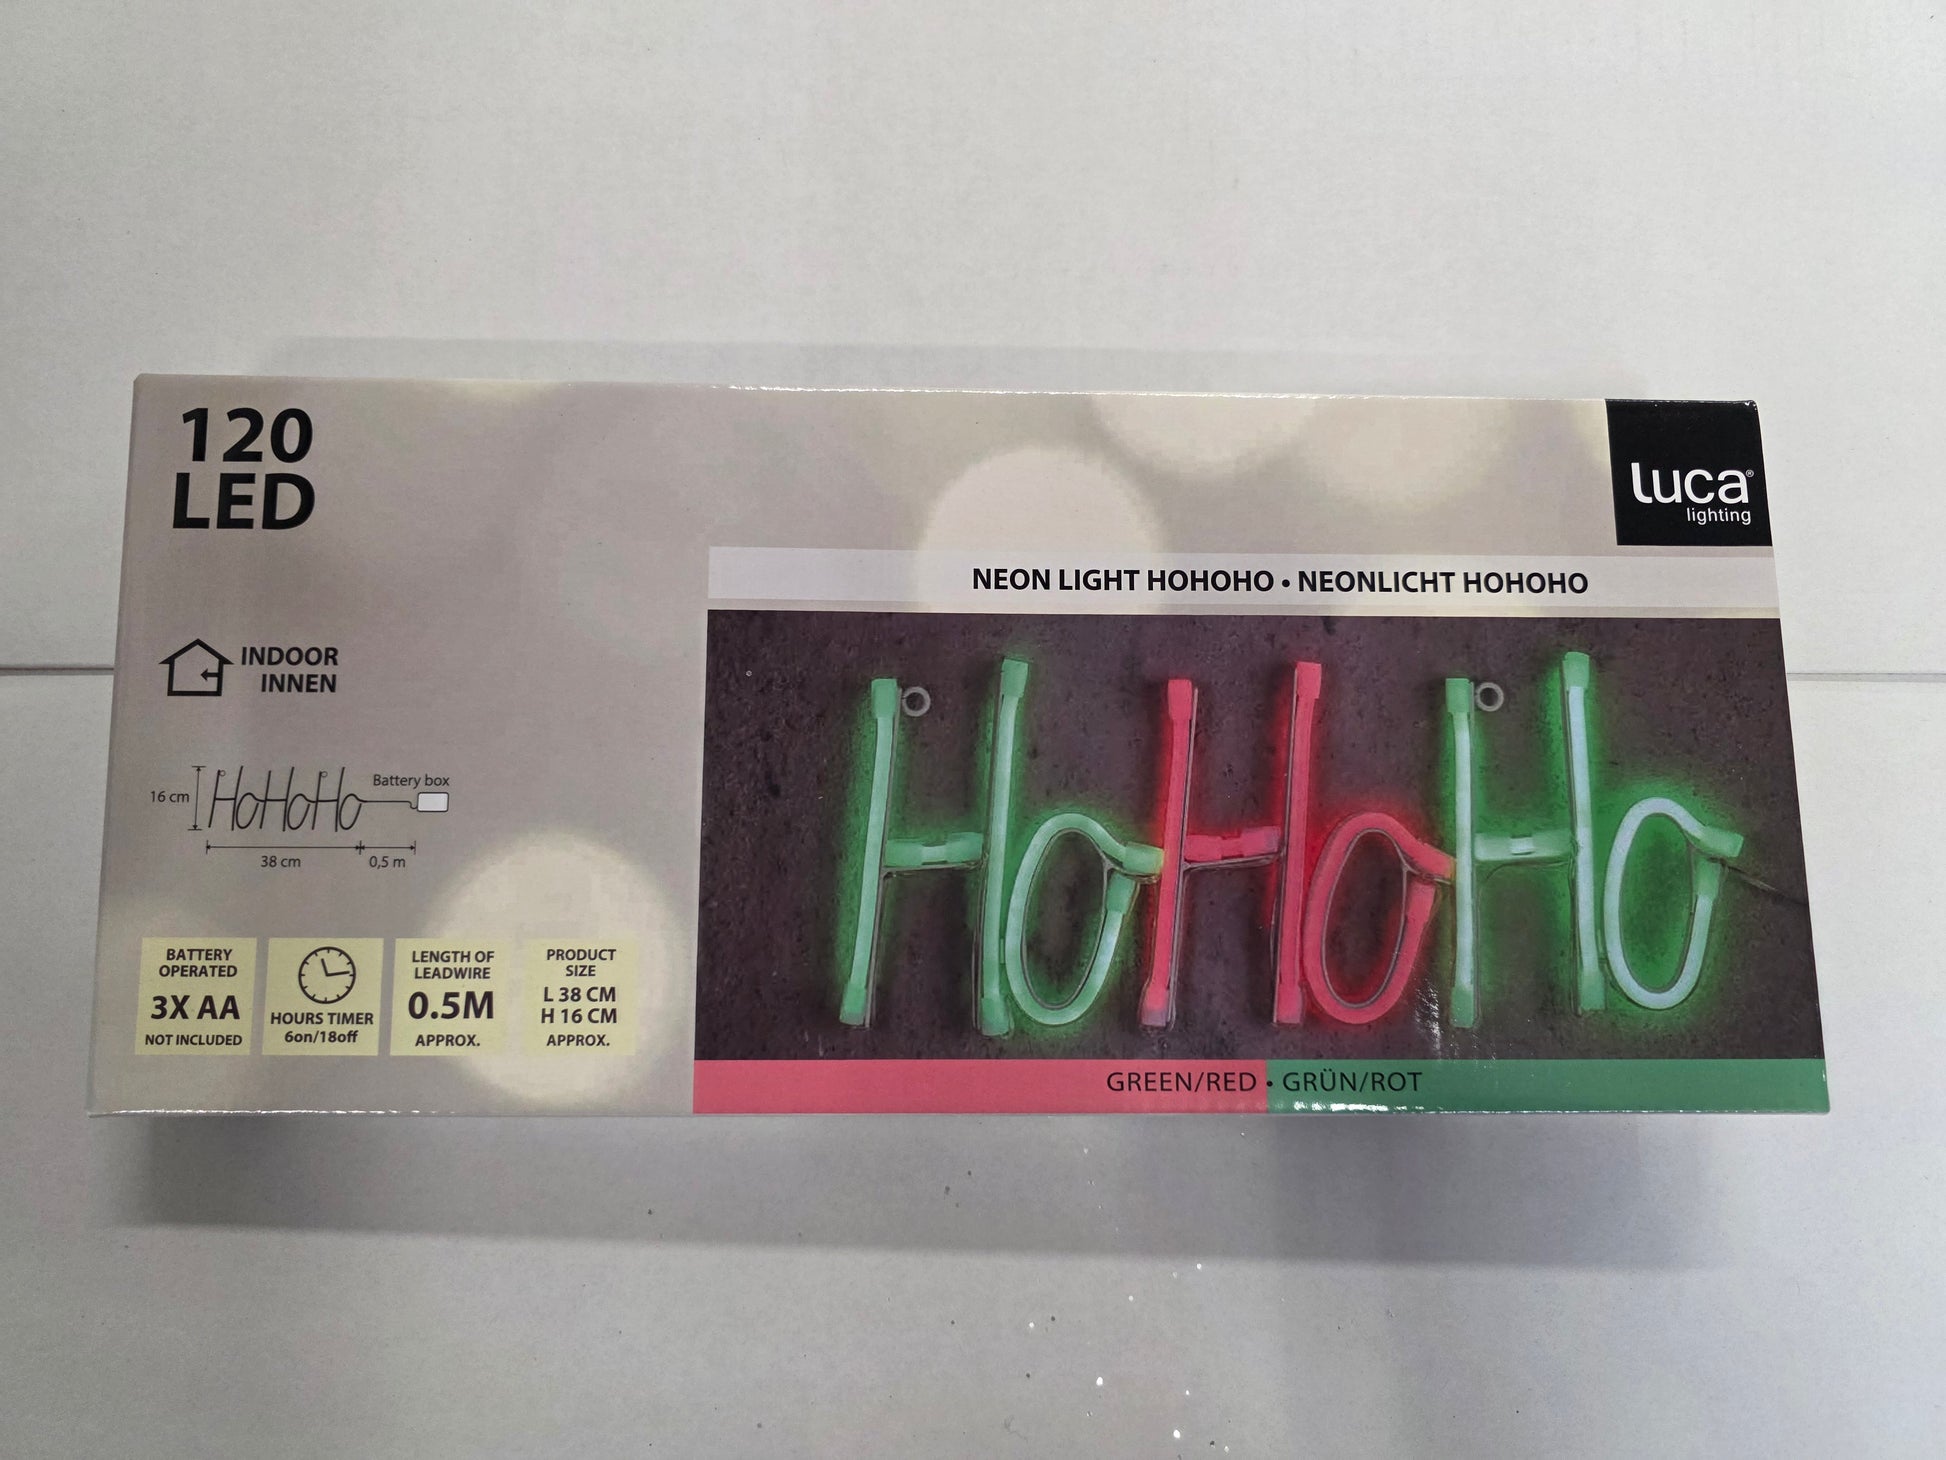 120
LED
luca®
lighting
NEON LIGHT HOHOHO • NEONLICHT HOHOHO
INDOOR
INNEN
HoHoHo
Battery box
16 cm
38 cm
0,5 m
HoHoHo
BATTERY
OPERATED
3X AA
NOT INCLUDED
HOURS TIMER
6on/18off
LENGTH OF
LEADWIRE
0.5M
APPROX.
PRODUCT
SIZE
L 38 CM
H 16 CM
APPROX.
GREEN/RED • GRÜN/ROT